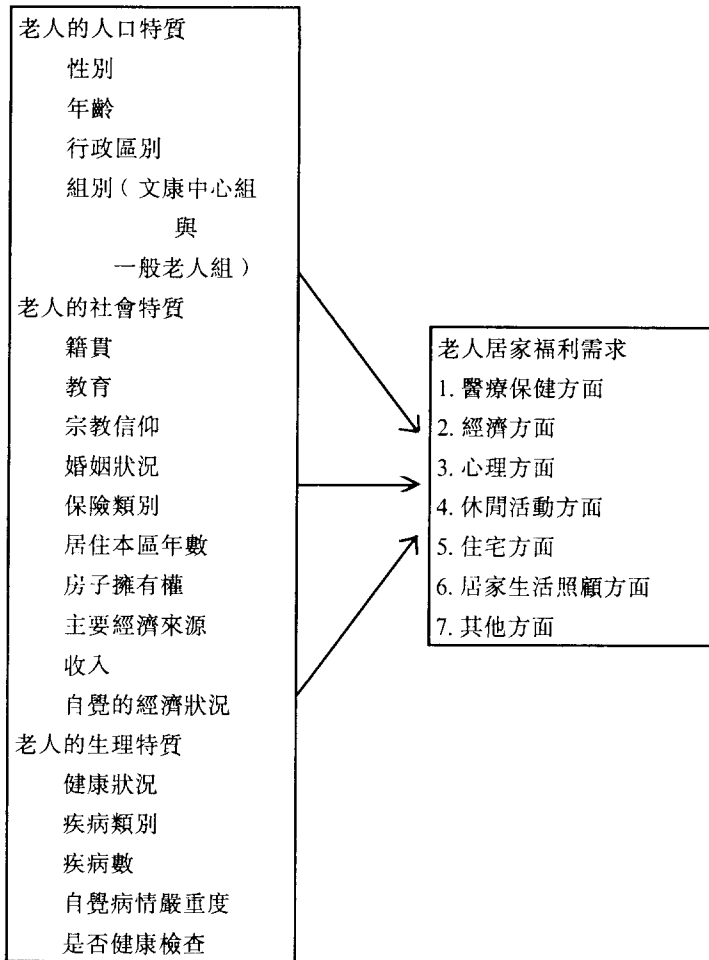 老人的人口特質
性別
年齡
行政區別
組別（文康中心組
與
一般老人組）
老人的社會特質
籍貫
教育
宗教信仰
婚姻狀況
保險類別
居住本區年數
房子擁有權
主要經濟來源
收入
自覺的經濟狀況
老人的生理特質
健康狀況
疾病類別
疾病數
自覺病情嚴重度
是否健康檢查
老人居家福利需求
1. 醫療保健方面
2. 經濟方面
3. 心理方面
4. 休閒活動方面
5. 住宅方面
6. 居家生活照顧方面
7. 其他方面